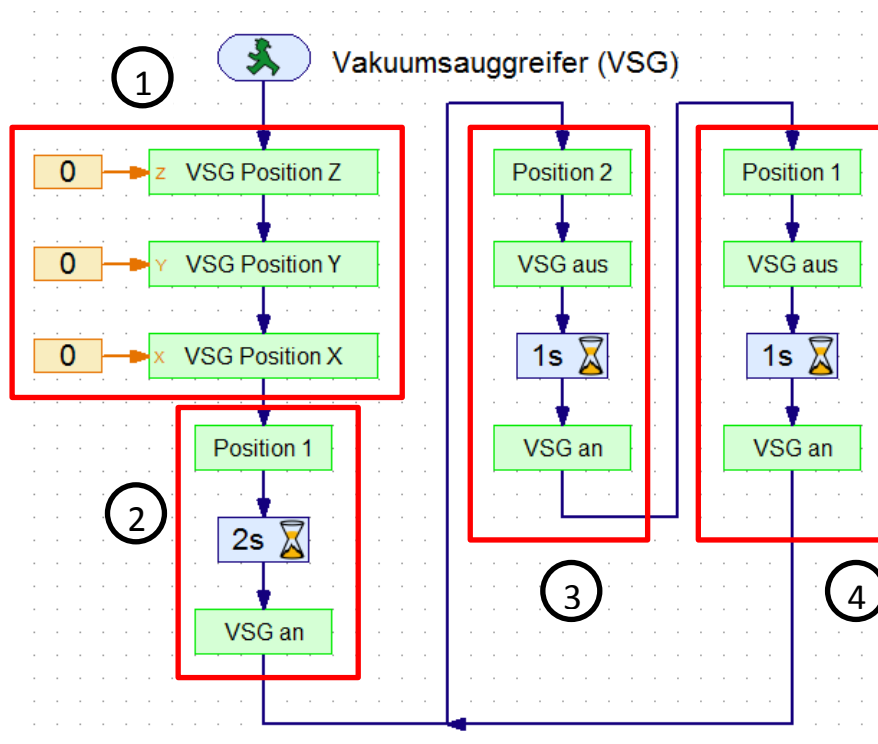 Vakuumsauggreifer (VSG)
1
0
Z
VSG Position Z
0
Y
VSG Position Y
0
X
VSG Position X
2
Position 1
2s
VSG an
Position 2
VSG aus
1s
VSG an
3
Position 1
VSG aus
1s
VSG an
4